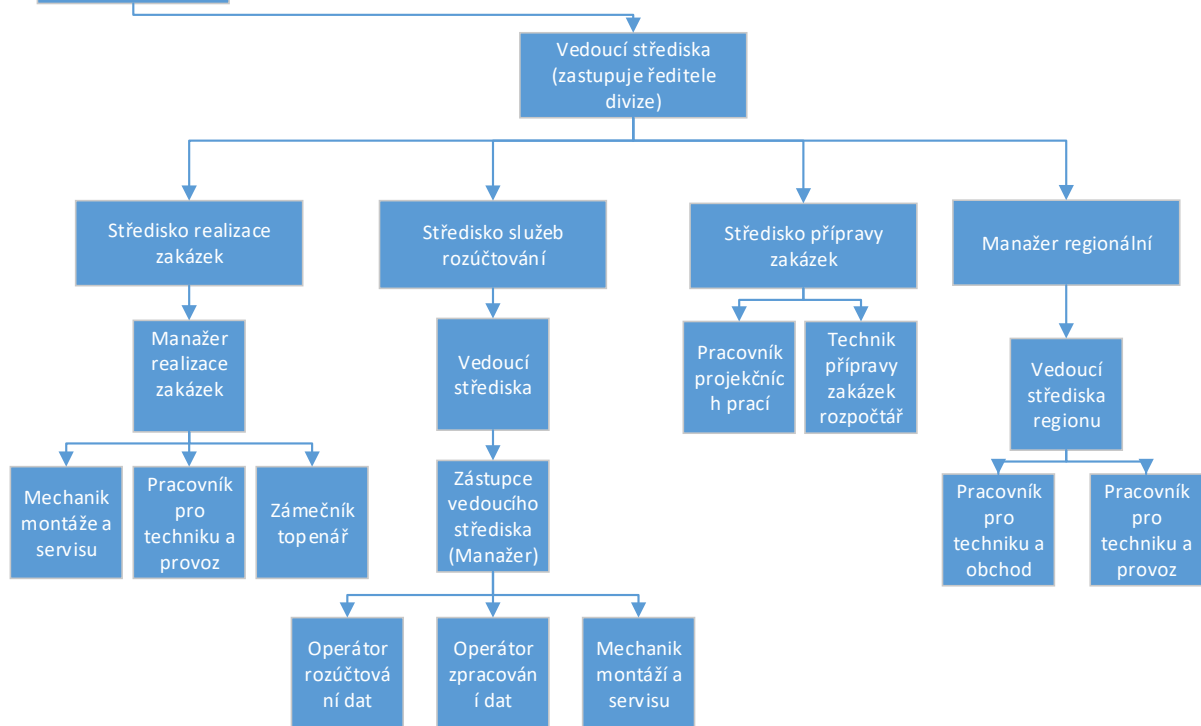 Vedoucí střediska
(zastupuje ředitele
divize)
Středisko realizace
zakázek
Středisko služeb
rozúčtování
Středisko přípravy
zakázek
Manažer regionální
Manažer
realizace
zakázek
Vedoucí
střediska
Pracovník
projekčníc
h prací
Technik
přípravy
zakázek
rozpočtář
Vedoucí
střediska
regionu
Mechanik
montáže a
servisu
Pracovník
pro
techniku a
provoz
Zámečník
topenář
Zástupce
vedoucího
střediska
(Manažer)
Pracovník
pro
techniku a
obchod
Pracovník
pro
techniku a
provoz
Operátor
rozúčtová
ní dat
Operátor
zpracován
í dat
Mechanik
montáží a
servisu